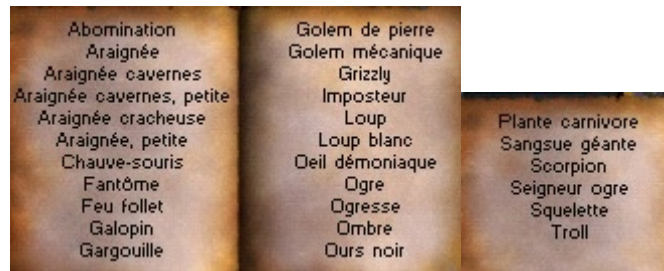 Abomination
Araignée
Araignée cavernes
Araignée cavernes, petite
Araignée cracheuse
Araignée, petite
Chauve-souris
Fantôme
Feu follet
Galopin
Gargouille
Golem de pierre
Golem mécanique
Grizzly
Imposteur
Loup
Loup blanc
Oeil démoniaque
Ogre
Ogresse
Ombre
Ours noir
Plante carnivore
Sangsue géante
Scorpion
Seigneur ogre
Squelette
Troll